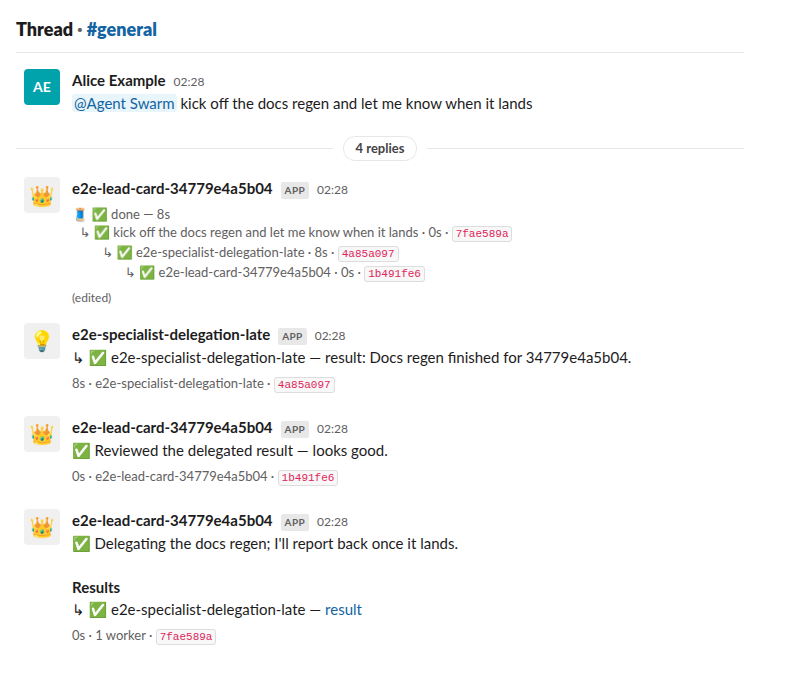 Thread • #general
AE
Alice Example 02:28
@Agent Swarm kick off the docs regen and let me know when it lands
4 replies
e2e-lead-card-34779e4a5b04 APP 02:28
🧵 ✅ done — 8s
↳ ✅ kick off the docs regen and let me know when it lands · 0s · 7fae589a
↳ ✅ e2e-specialist-delegation-late · 8s · 4a85a097
↳ ✅ e2e-lead-card-34779e4a5b04 · 0s · 1b491fe6
(edited)
e2e-specialist-delegation-late APP 02:28
↳ ✅ e2e-specialist-delegation-late — result: Docs regen finished for 34779e4a5b04.
8s · e2e-specialist-delegation-late · 4a85a097
e2e-lead-card-34779e4a5b04 APP 02:28
✅ Reviewed the delegated result — looks good.
0s · e2e-lead-card-34779e4a5b04 · 1b491fe6
e2e-lead-card-34779e4a5b04 APP 02:28
✅ Delegating the docs regen; I'll report back once it lands.
Results
↳ ✅ e2e-specialist-delegation-late — result
0s · 1 worker · 7fae589a